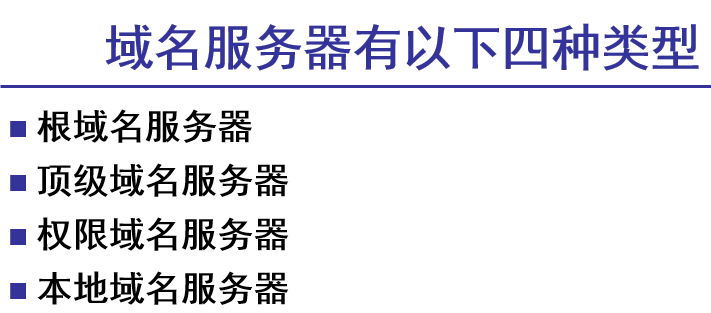 域名服务器有以下四种类型
根域名服务器
顶级域名服务器
权限域名服务器
本地域名服务器